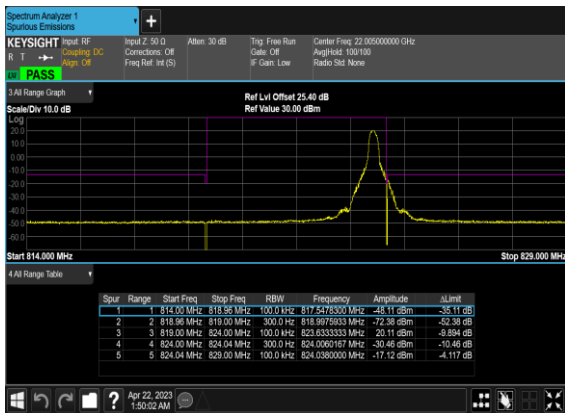 Spectrum Analyzer 1
Spurious Emissions
KEYSIGHT Input: RF Input Z: 50 Ω Atten: 30 dB Trig: Free Run Center Freq: 22.005000000 GHz
R T Coupling: DC Corrections: Off Gate: Off Avg|Hold: 100/100
Align: Off Freq Ref: Int (S) IF Gain: Low Radio Std: None
PASS
3 All Range Graph
Ref Lvl Offset 25.40 dB
Scale/Div 10.0 dB Ref Value 30.00 dBm
Log
20.0
10.0
0.00
-10.0
-20.0
-30.0
-40.0
-50.0
-60.0
Start 814.000 MHz Stop 829.000 MHz
4 All Range Table
Spur Range Start Freq Stop Freq RBW Frequency Amplitude ΔLimit
1 1 814.00 MHz 818.96 MHz 100.0 kHz 817.5478300 MHz -48.11 dBm -35.11 dB
2 2 818.96 MHz 819.00 MHz 300.0 Hz 818.9975933 MHz -72.38 dBm -52.38 dB
3 3 819.00 MHz 824.00 MHz 100.0 kHz 823.6333333 MHz 20.11 dBm -9.894 dB
4 4 824.00 MHz 824.04 MHz 300.0 Hz 824.0060167 MHz -30.46 dBm -10.46 dB
5 5 824.04 MHz 829.00 MHz 100.0 kHz 824.0380000 MHz -17.12 dBm -4.117 dB
Apr 22, 2023
1:50:02 AM